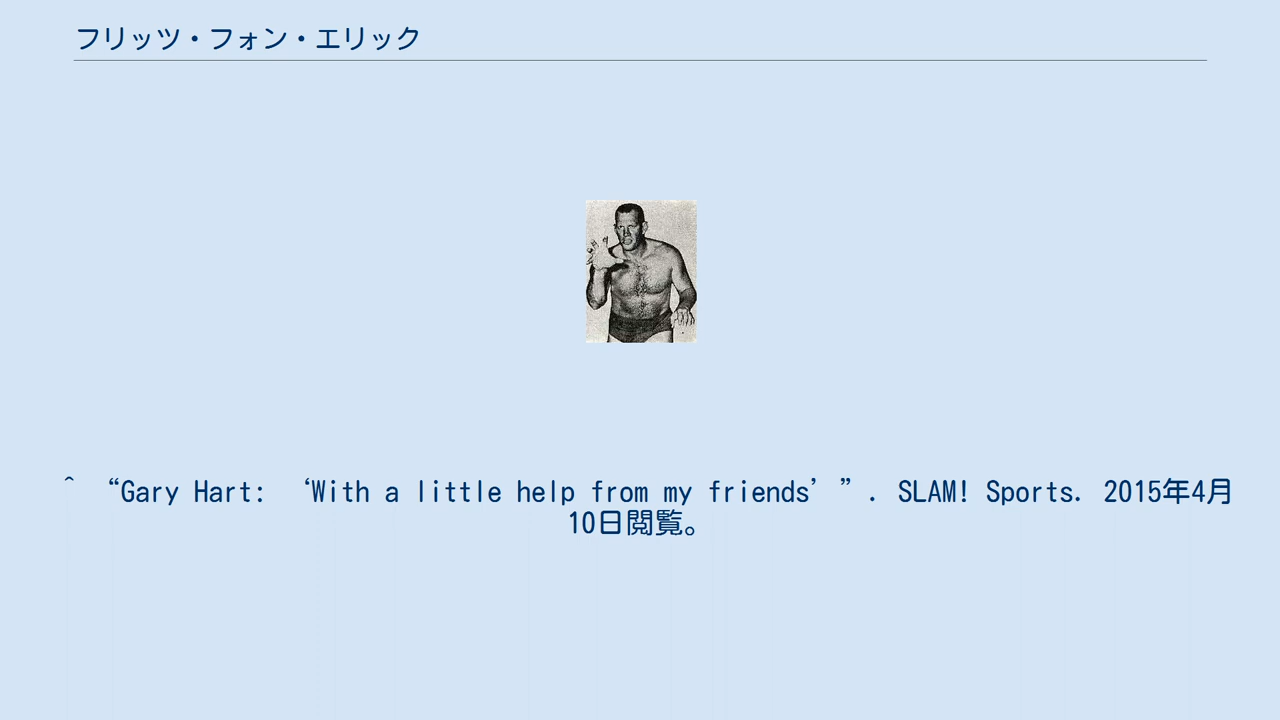 フリッツ・フォン・エリック
^ “Gary Hart: ‘With a little help from my friends’”. SLAM! Sports. 2015年4月
10日閲覧。